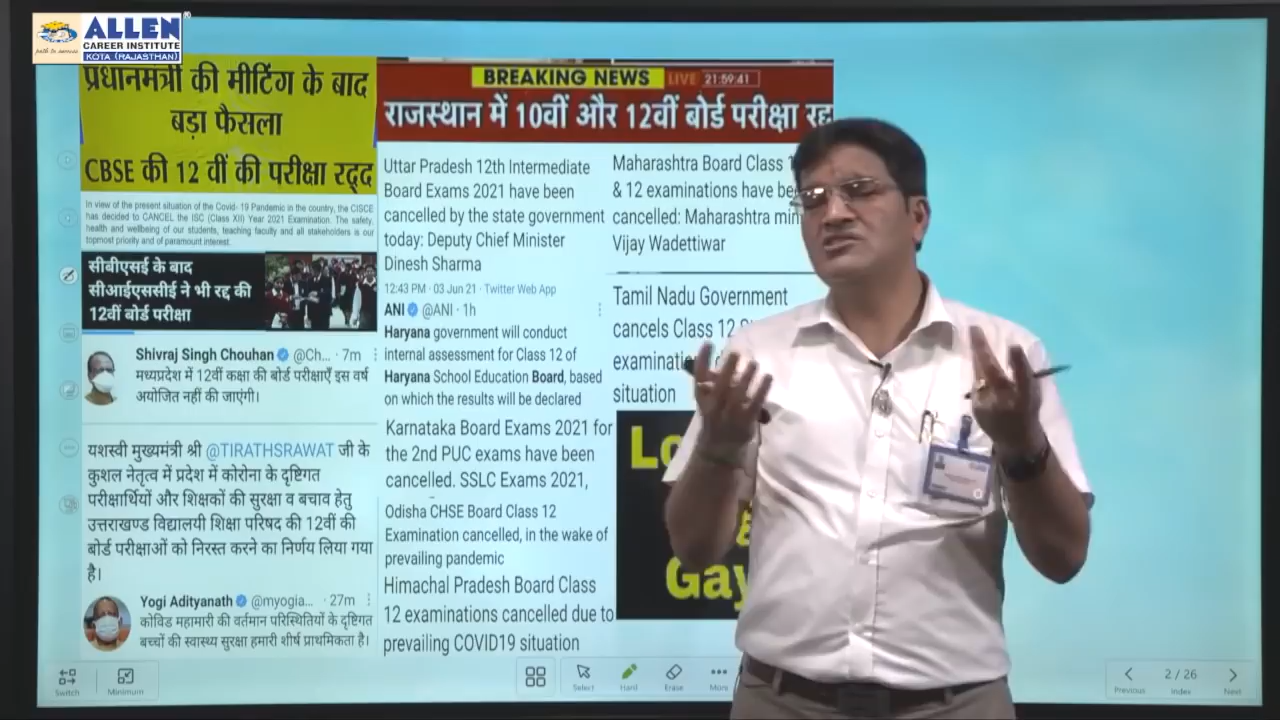 ALLEN
CAREER INSTITUTE
KOTA (RAJASTHAN)
path to success
®
प्रधानमंत्री की मीटिंग के बाद
बड़ा फैसला
CBSE की 12 वीं की परीक्षा रद्द
In view of the present situation of the Covid- 19 Pandemic in the country, the CISCE
has decided to CANCEL the ISC (Class XII) Year 2021 Examination. The safety,
health and wellbeing of our students, teaching faculty and all stakeholders is our
topmost priority and of paramount interest.
सीबीएसई के बाद
सीआईएससीई ने भी रद्द की
12वीं बोर्ड परीक्षा
Shivraj Singh Chouhan @Ch... · 7m
मध्यप्रदेश में 12वीं कक्षा की बोर्ड परीक्षाएँ इस वर्ष
अयोजित नहीं की जाएंगी।
यशस्वी मुख्यमंत्री श्री @TIRATHSRAWAT जी के
कुशल नेतृत्व में प्रदेश में कोरोना के दृष्टिगत
परीक्षार्थियों और शिक्षकों की सुरक्षा व बचाव हेतु
उत्तराखण्ड विद्यालयी शिक्षा परिषद की 12वीं की
बोर्ड परीक्षाओं को निरस्त करने का निर्णय लिया गया
है।
Yogi Adityanath @myogia... · 27m
कोविड महामारी की वर्तमान परिस्थितियों के दृष्टिगत
बच्चों की स्वास्थ्य सुरक्षा हमारी शीर्ष प्राथमिकता है।
BREAKING NEWS LIVE 21:59:41
राजस्थान में 10वीं और 12वीं बोर्ड परीक्षा रद्द
Uttar Pradesh 12th Intermediate
Board Exams 2021 have been
cancelled by the state government
today: Deputy Chief Minister
Dinesh Sharma
12:43 PM · 03 Jun 21 · Twitter Web App
ANI @ANI · 1h
Haryana government will conduct
internal assessment for Class 12 of
Haryana School Education Board, based
on which the results will be declared
Karnataka Board Exams 2021 for
the 2nd PUC exams have been
cancelled. SSLC Exams 2021,
Odisha CHSE Board Class 12
Examination cancelled, in the wake of
prevailing pandemic
Himachal Pradesh Board Class
12 examinations cancelled due to
prevailing COVID19 situation
Maharashtra Board Class
& 12 examinations have
cancelled: Maharashtra
Vijay Wadettiwar
Tamil Nadu Government
cancels Class 12
situation
Switch
Minimum
Select
Hard
Erase
More
Previous
2 / 26
Index
Next